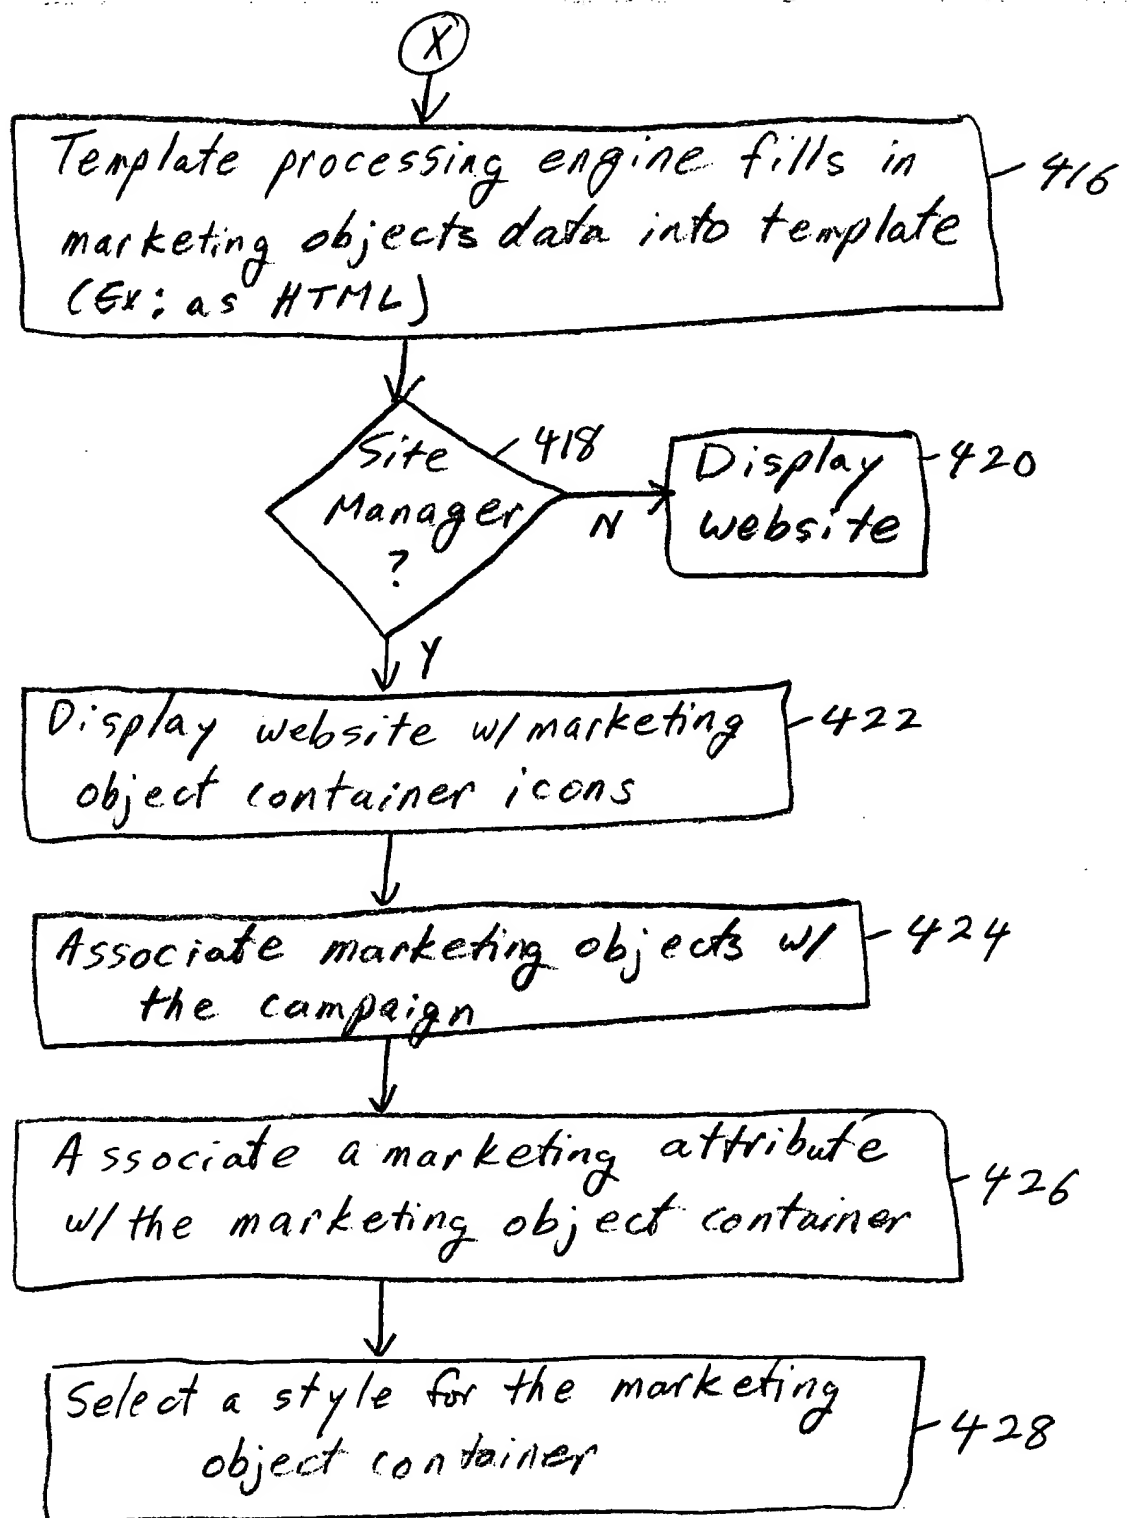 X
Template processing engine fills in
marketing objects data into template
(Ex: as HTML)
416
Site
Manager
?
418
N
Display
website
420
Y
Display website w/marketing
object container icons
422
Associate marketing objects w/
the campaign
424
Associate a marketing attribute
w/the marketing object container
426
Select a style for the marketing
object container
428